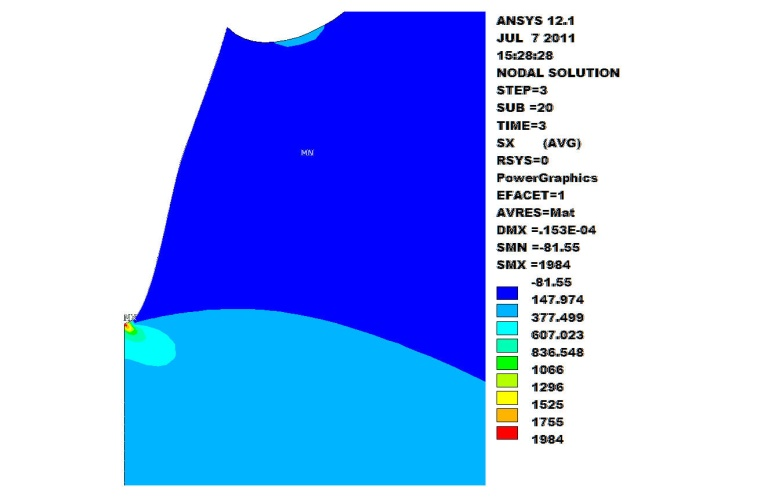 ANSYS 12.1
JUL 7 2011
15:28:28
NODAL SOLUTION
STEP=3
SUB =20
TIME=3
SX (AVG)
RSYS=0
PowerGraphics
EFACET=1
AVRES=Mat
DMX =.153E-04
SMN =-81.55
SMX =1984
-81.55
147.974
377.499
607.023
836.548
1066
1296
1525
1755
1984
MN
MX